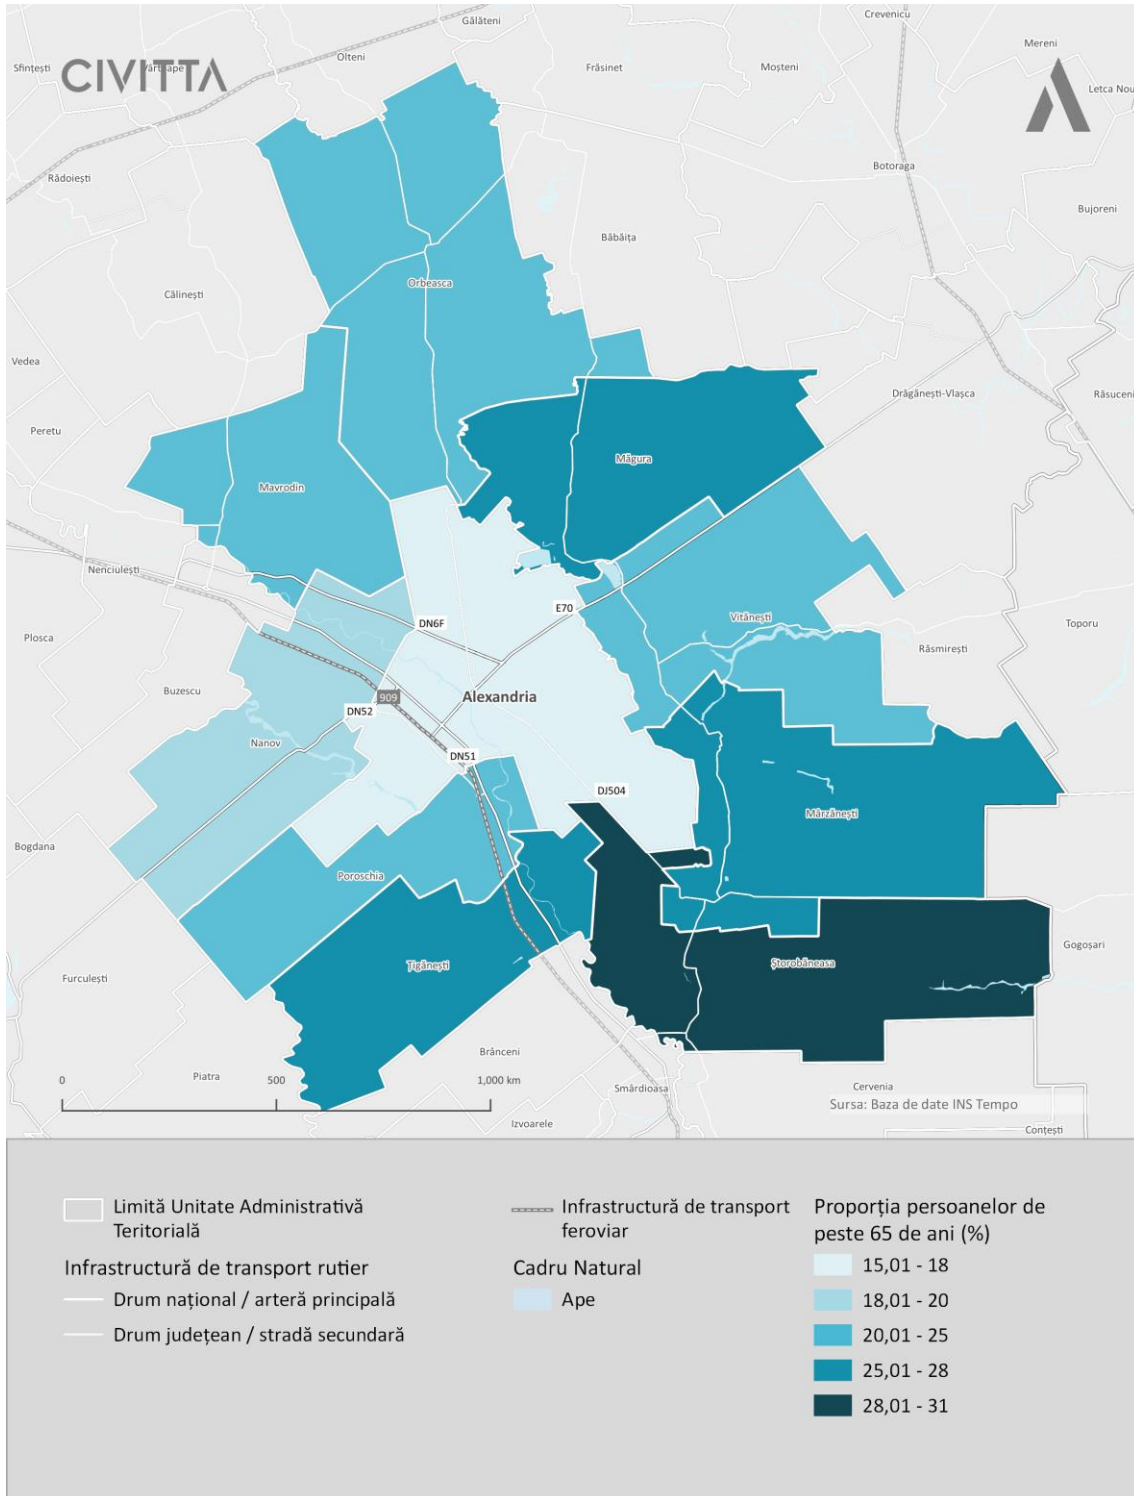 Crevenicu
Gălăteni
Mereni
Olteni
CIVITTA
Sfințești
Frăsinet
Moșteni
Letca Nou
Botoraga
Rădoiești
Bujoreni
Băbăița
Orbeasca
Călinești
Vedea
Drăgănești-Vlașca
Răsuceni
Peretu
Măgura
Mavrodin
Nenciulești
E70
Vitănești
DN6F
Toporu
Plosca
Răsmirești
Buzescu
909
Alexandria
DN52
Nanov
DN51
DJ504
Mârzănești
Bogdana
Poroschia
Gogoșari
Țigănești
Ștorobăneasa
Furculești
Brânceni
0
500
1,000 km
Piatra
Smârdioasa
Cervenia
Sursa: Baza de date INS Tempo
Izvoarele
Conțești
Limită Unitate Administrativă
Teritorială
Infrastructură de transport rutier
Drum național / arteră principală
Drum județean / stradă secundară
Infrastructură de transport
feroviar
Cadru Natural
Ape
Proporția persoanelor de
peste 65 de ani (%)
15,01 - 18
18,01 - 20
20,01 - 25
25,01 - 28
28,01 - 31